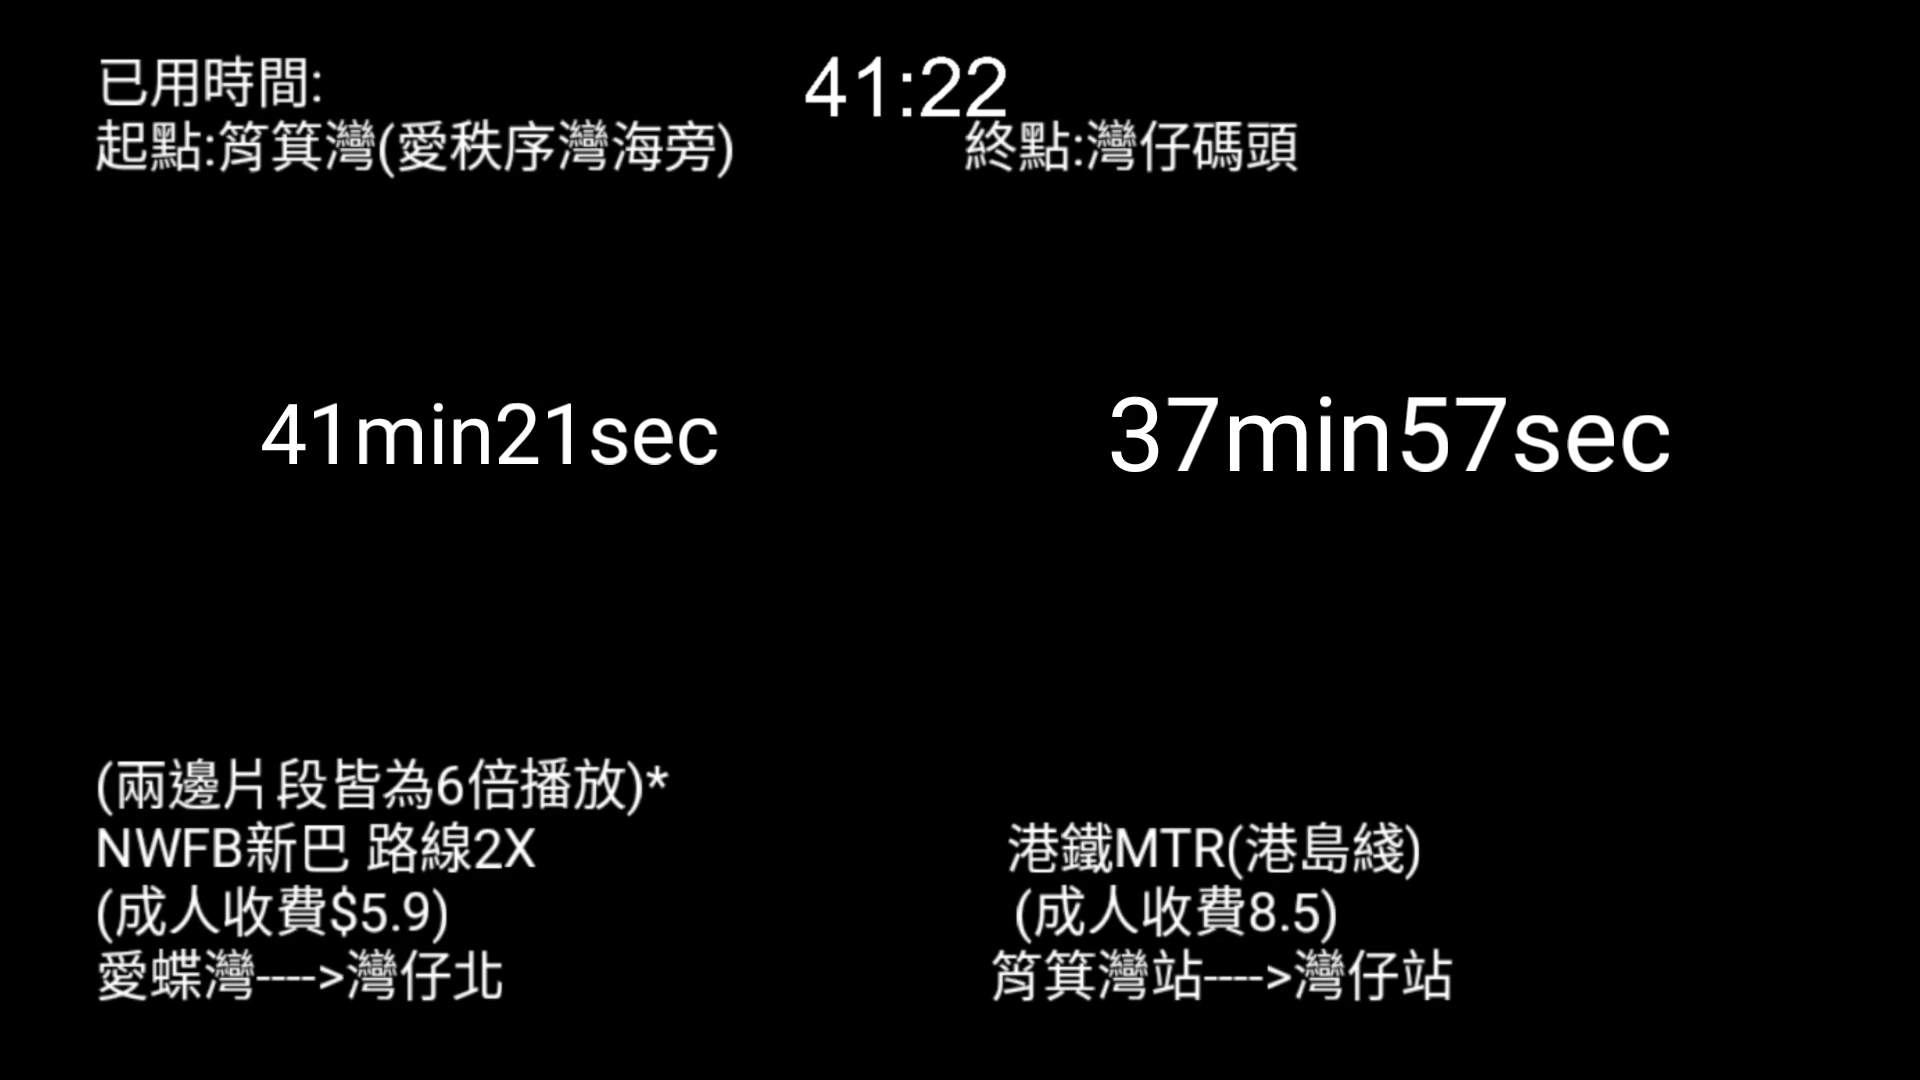 已用時間:
41:22
起點:筲箕灣(愛秩序灣海旁)
終點:灣仔碼頭
41min21sec
37min57sec
(兩邊片段皆為6倍播放)*
NWFB新巴 路線2X
(成人收費$5.9)
愛蝶灣---->灣仔北
港鐵MTR(港島綫)
(成人收費8.5)
筲箕灣站---->灣仔站